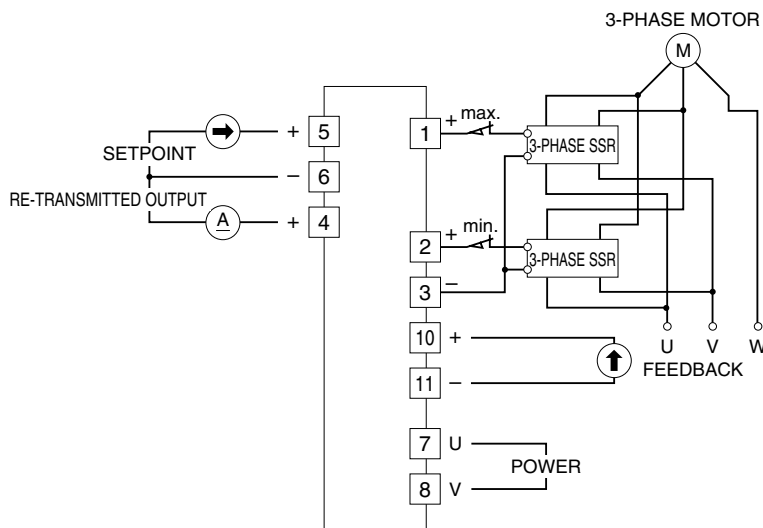 3-PHASE MOTOR
M
+ max.
5 + SETPOINT
1
3-PHASE SSR
6 –
RE-TRANSMITTED OUTPUT
A + 4
2 + min.
3-PHASE SSR
3 –
10 +
U V W
FEEDBACK
11 –
7 U
POWER
8 V